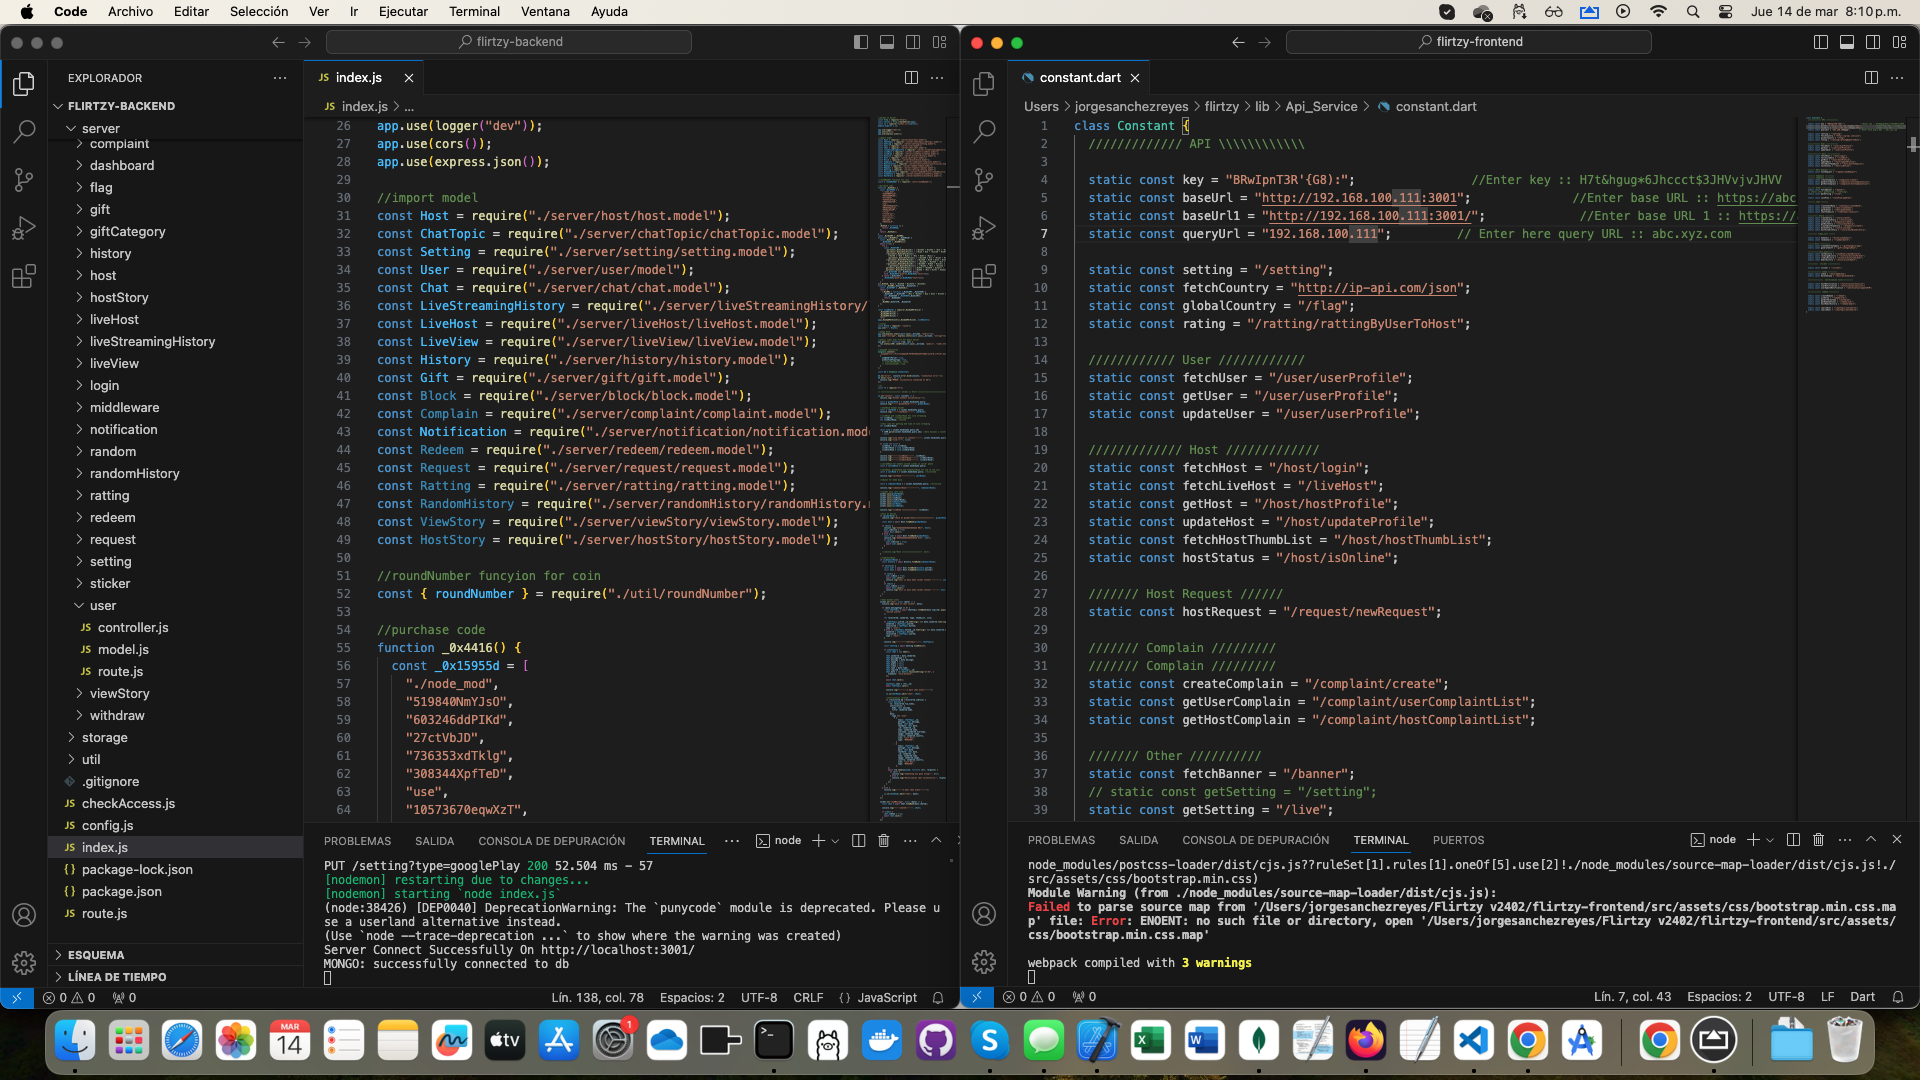 Code Archivo Editar Selección Ver Ir Ejecutar Terminal Ventana Ayuda
Jue 14 de mar 8:10 p.m.
flirtzy-backend
EXPLORADOR
FLIRTZY-BACKEND
server
complaint
dashboard
flag
gift
giftCategory
history
host
hostStory
liveHost
liveStreamingHistory
liveView
login
middleware
notification
random
randomHistory
ratting
redeem
request
setting
sticker
user
JS controller.js
JS model.js
JS route.js
viewStory
withdraw
storage
util
.gitignore
JS checkAccess.js
JS config.js
JS index.js
{} package-lock.json
{} package.json
JS route.js
ESQUEMA
LÍNEA DE TIEMPO
JS index.js
JS index.js > ...
26 app.use(logger("dev"));
27 app.use(cors());
28 app.use(express.json());
29
30 //import model
31 const Host = require("./server/host/host.model");
32 const ChatTopic = require("./server/chatTopic/chatTopic.model");
33 const Setting = require("./server/setting/setting.model");
34 const User = require("./server/user/model");
35 const Chat = require("./server/chat/chat.model");
36 const LiveStreamingHistory = require("./server/liveStreamingHistory/
37 const LiveHost = require("./server/liveHost/liveHost.model");
38 const LiveView = require("./server/liveView/liveView.model");
39 const History = require("./server/history/history.model");
40 const Gift = require("./server/gift/gift.model");
41 const Block = require("./server/block/block.model");
42 const Complain = require("./server/complaint/complaint.model");
43 const Notification = require("./server/notification/notification.mod
44 const Redeem = require("./server/redeem/redeem.model");
45 const Request = require("./server/request/request.model");
46 const Ratting = require("./server/ratting/ratting.model");
47 const RandomHistory = require("./server/randomHistory/randomHistory.
48 const ViewStory = require("./server/viewStory/viewStory.model");
49 const HostStory = require("./server/hostStory/hostStory.model");
50
51 //roundNumber funcyion for coin
52 const { roundNumber } = require("./util/roundNumber");
53
54 //purchase code
55 function _0x4416() {
56 const _0x15955d = [
57 "./node_mod",
58 "519840NmYJsO",
59 "603246ddPIKd",
60 "27ctVbJD",
61 "736353xdTklg",
62 "308344XpfTeD",
63 "use",
64 "10573670eqwXzT",
PROBLEMAS SALIDA CONSOLA DE DEPURACIÓN TERMINAL ... node
PUT /setting?type=googlePlay 200 52.504 ms - 57
[nodemon] restarting due to changes...
[nodemon] starting `node index.js`
(node:38426) [DEP0040] DeprecationWarning: The `punycode` module is deprecated. Please u
se a userland alternative instead.
(Use `node --trace-deprecation ...` to show where the warning was created)
Server Connect Successfully On http://localhost:3001/
MONGO: successfully connected to db
0 0 0 Lín. 138, col. 78 Espacios: 2 UTF-8 CRLF {} JavaScript
flirtzy-frontend
constant.dart
Users > jorgesanchezreyes > flirtzy > lib > Api_Service > constant.dart
1 class Constant {
2 ///////////// API \\\\\\\\\\\\
3
4 static const key = "BRwIpnT3R'{G8):"; //Enter key :: H7t&hgug*6Jhccct$3JHVvjvJHVV
5 static const baseUrl = "http://192.168.100.111:3001"; //Enter base URL :: https://abc
6 static const baseUrl1 = "http://192.168.100.111:3001/"; //Enter base URL 1 :: https://
7 static const queryUrl = "192.168.100.111"; // Enter here query URL :: abc.xyz.com
8
9 static const setting = "/setting";
10 static const fetchCountry = "http://ip-api.com/json";
11 static const globalCountry = "/flag";
12 static const rating = "/ratting/rattingByUserToHost";
13
14 //////////// User ////////////
15 static const fetchUser = "/user/userProfile";
16 static const getUser = "/user/userProfile";
17 static const updateUser = "/user/userProfile";
18
19 ///////////// Host /////////////
20 static const fetchHost = "/host/login";
21 static const fetchLiveHost = "/liveHost";
22 static const getHost = "/host/hostProfile";
23 static const updateHost = "/host/updateProfile";
24 static const fetchHostThumbList = "/host/hostThumbList";
25 static const hostStatus = "/host/isOnline";
26
27 /////// Host Request //////
28 static const hostRequest = "/request/newRequest";
29
30 /////// Complain /////////
31 /////// Complain /////////
32 static const createComplain = "/complaint/create";
33 static const getUserComplain = "/complaint/userComplaintList";
34 static const getHostComplain = "/complaint/hostComplaintList";
35
36 /////// Other //////////
37 static const fetchBanner = "/banner";
38 // static const getSetting = "/setting";
39 static const getSetting = "/live";
PROBLEMAS SALIDA CONSOLA DE DEPURACIÓN TERMINAL PUERTOS node
node_modules/postcss-loader/dist/cjs.js??ruleSet[1].rules[1].oneOf[5].use[2]!./node_modules/source-map-loader/dist/cjs.js!./
src/assets/css/bootstrap.min.css)
Module Warning (from ./node_modules/source-map-loader/dist/cjs.js):
Failed to parse source map from '/Users/jorgesanchezreyes/Flirtzy v2402/flirtzy-frontend/src/assets/css/bootstrap.min.css.ma
p' file: Error: ENOENT: no such file or directory, open '/Users/jorgesanchezreyes/Flirtzy v2402/flirtzy-frontend/src/assets/
css/bootstrap.min.css.map'
webpack compiled with 3 warnings
0 0 0 Lín. 7, col. 43 Espacios: 2 UTF-8 LF Dart
MAR
14
tv
1